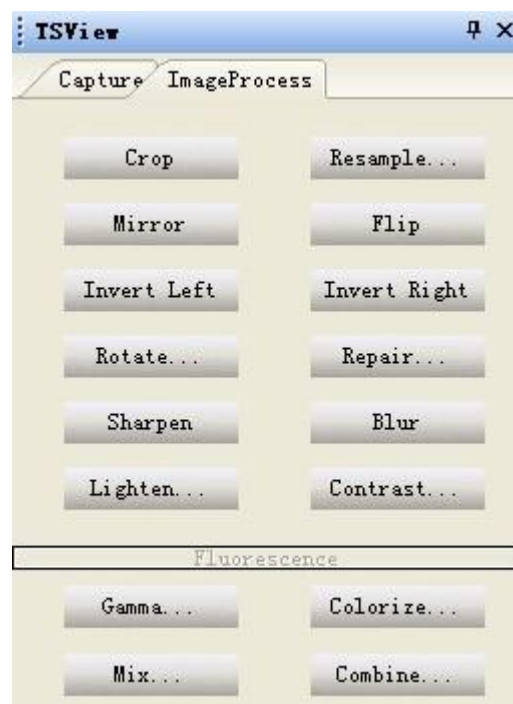 TSView
Capture ImageProcess
Crop Resample...
Mirror Flip
Invert Left Invert Right
Rotate... Repair...
Sharpen Blur
Lighten... Contrast...
Fluorescence
Gamma... Colorize...
Mix... Combine...